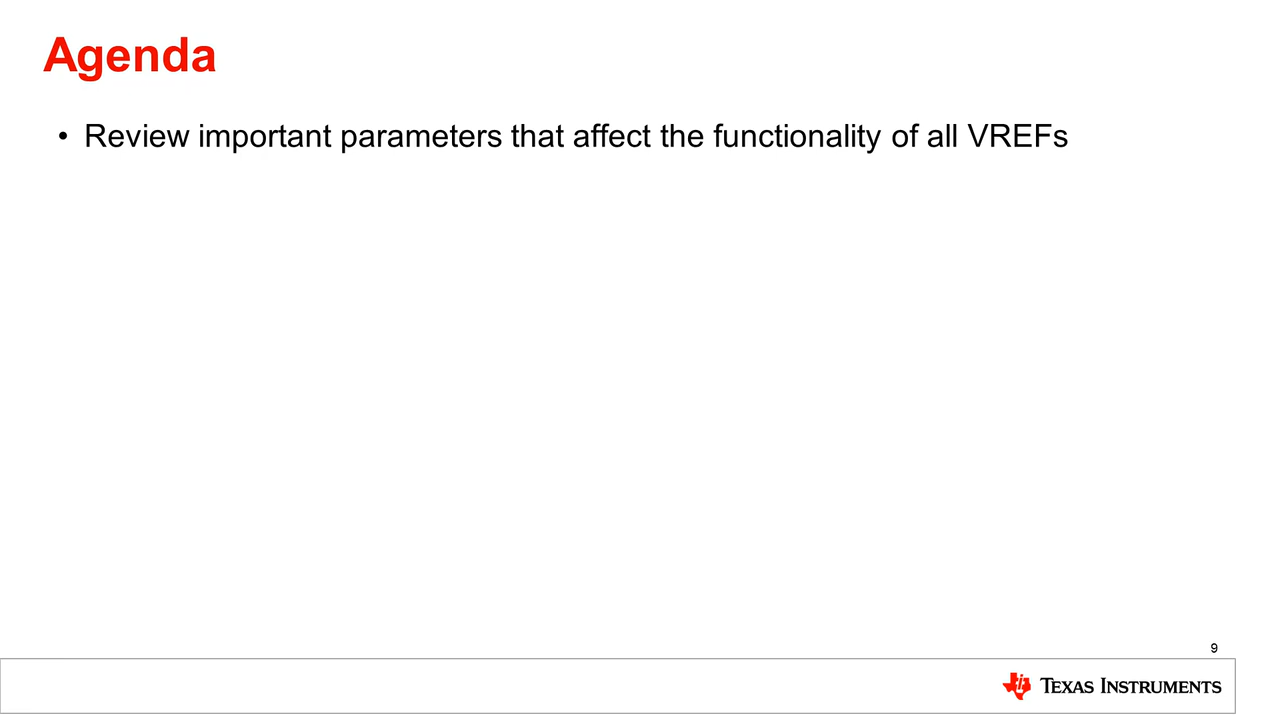 Agenda
• Review important parameters that affect the functionality of all VREFs
9
TEXAS INSTRUMENTS